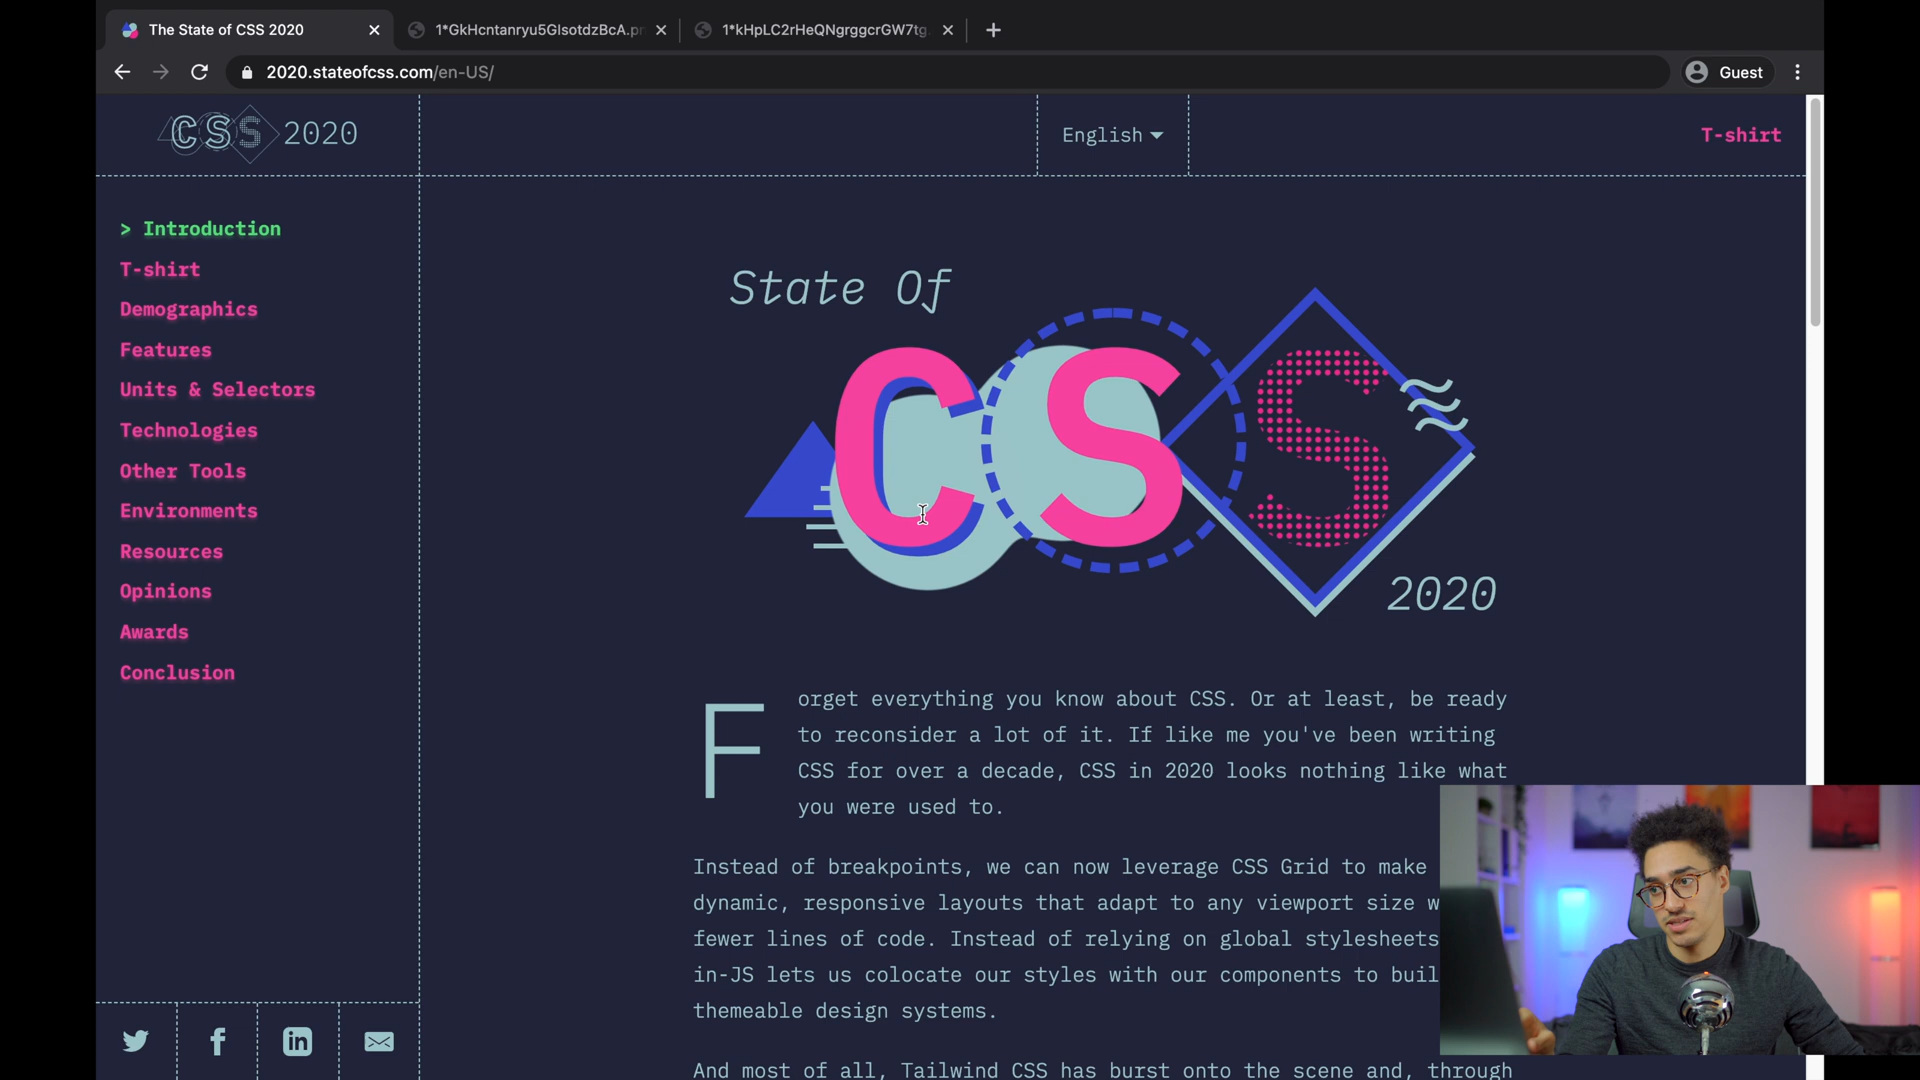 The State of CSS 2020
1*GkHcntanryu5GIsotdzBcA.pn
1*kHpLC2rHeQNgrggcrGW7tg.
2020.stateofcss.com/en-US/
Guest
CSS 2020
English
T-shirt
> Introduction
T-shirt
Demographics
Features
Units & Selectors
Technologies
Other Tools
Environments
Resources
Opinions
Awards
Conclusion
State Of
CSS
2020
Forget everything you know about CSS. Or at least, be ready
to reconsider a lot of it. If like me you've been writing
CSS for over a decade, CSS in 2020 looks nothing like what
you were used to.
Instead of breakpoints, we can now leverage CSS Grid to make
dynamic, responsive layouts that adapt to any viewport size w
fewer lines of code. Instead of relying on global stylesheets
in-JS lets us colocate our styles with our components to buil
themeable design systems.
And most of all, Tailwind CSS has burst onto the scene and, through